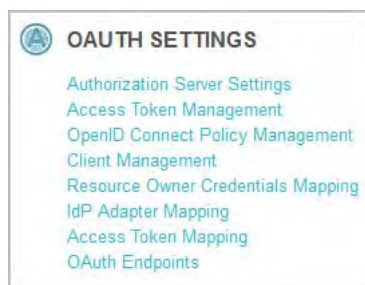 OAUTH SETTINGS
Authorization Server Settings
Access Token Management
OpenID Connect Policy Management
Client Management
Resource Owner Credentials Mapping
IdP Adapter Mapping
Access Token Mapping
OAuth Endpoints